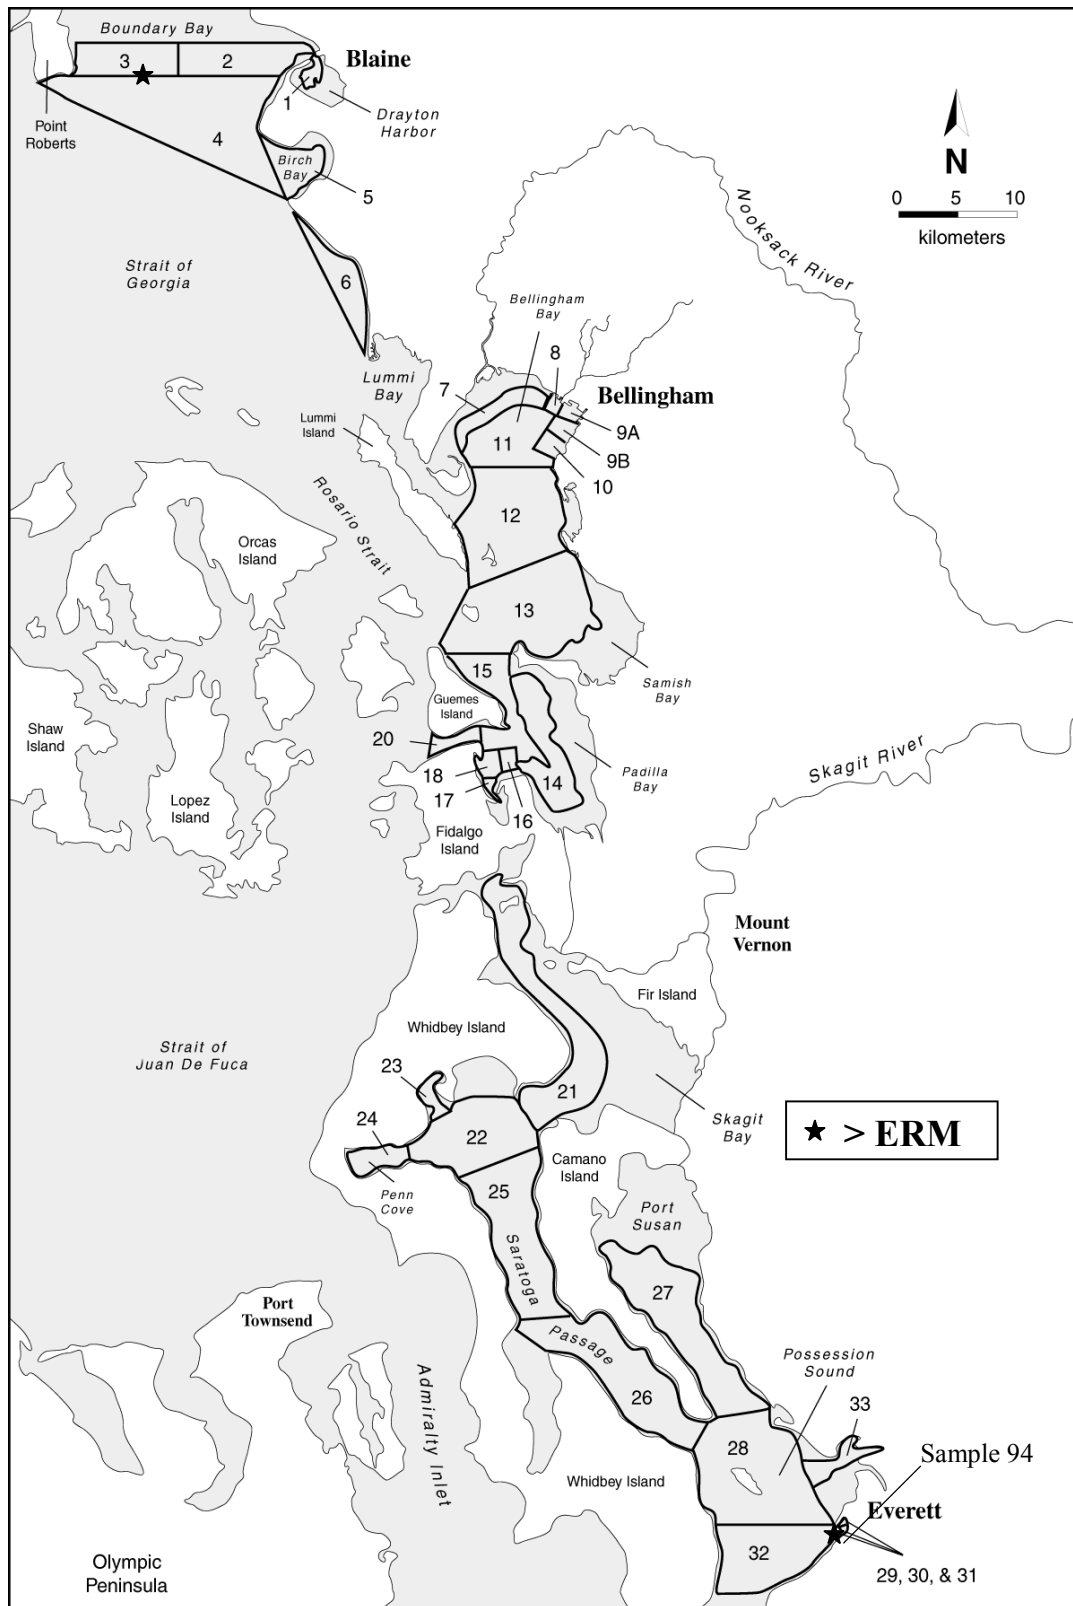 Boundary Bay
3
2
Blaine
1
Drayton
Harbor
Point
Roberts
4
Birch
Bay
5
N
0 5 10
kilometers
Nooksack River
Strait of
Georgia
6
Bellingham
Bay
8
Lummi
Bay
7
Bellingham
Lummi
Island
9A
11
9B
10
Rosario Strait
12
Orcas
Island
13
15
Samish
Bay
Guemes
Island
Shaw
Island
20
Skagit River
18
14
Padilla
Bay
17
Lopez
Island
16
Fidalgo
Island
Mount
Vernon
Fir Island
Whidbey Island
Strait of
Juan De Fuca
23
21
24
22
Skagit
Bay
★ > ERM
Camano
Island
Penn
Cove
25
Port
Susan
Saratoga
27
Port
Townsend
Passage
Possession
Sound
Admiralty Inlet
26
33
28
Sample 94
Whidbey Island
Everett
32
Olympic
Peninsula
29, 30, & 31